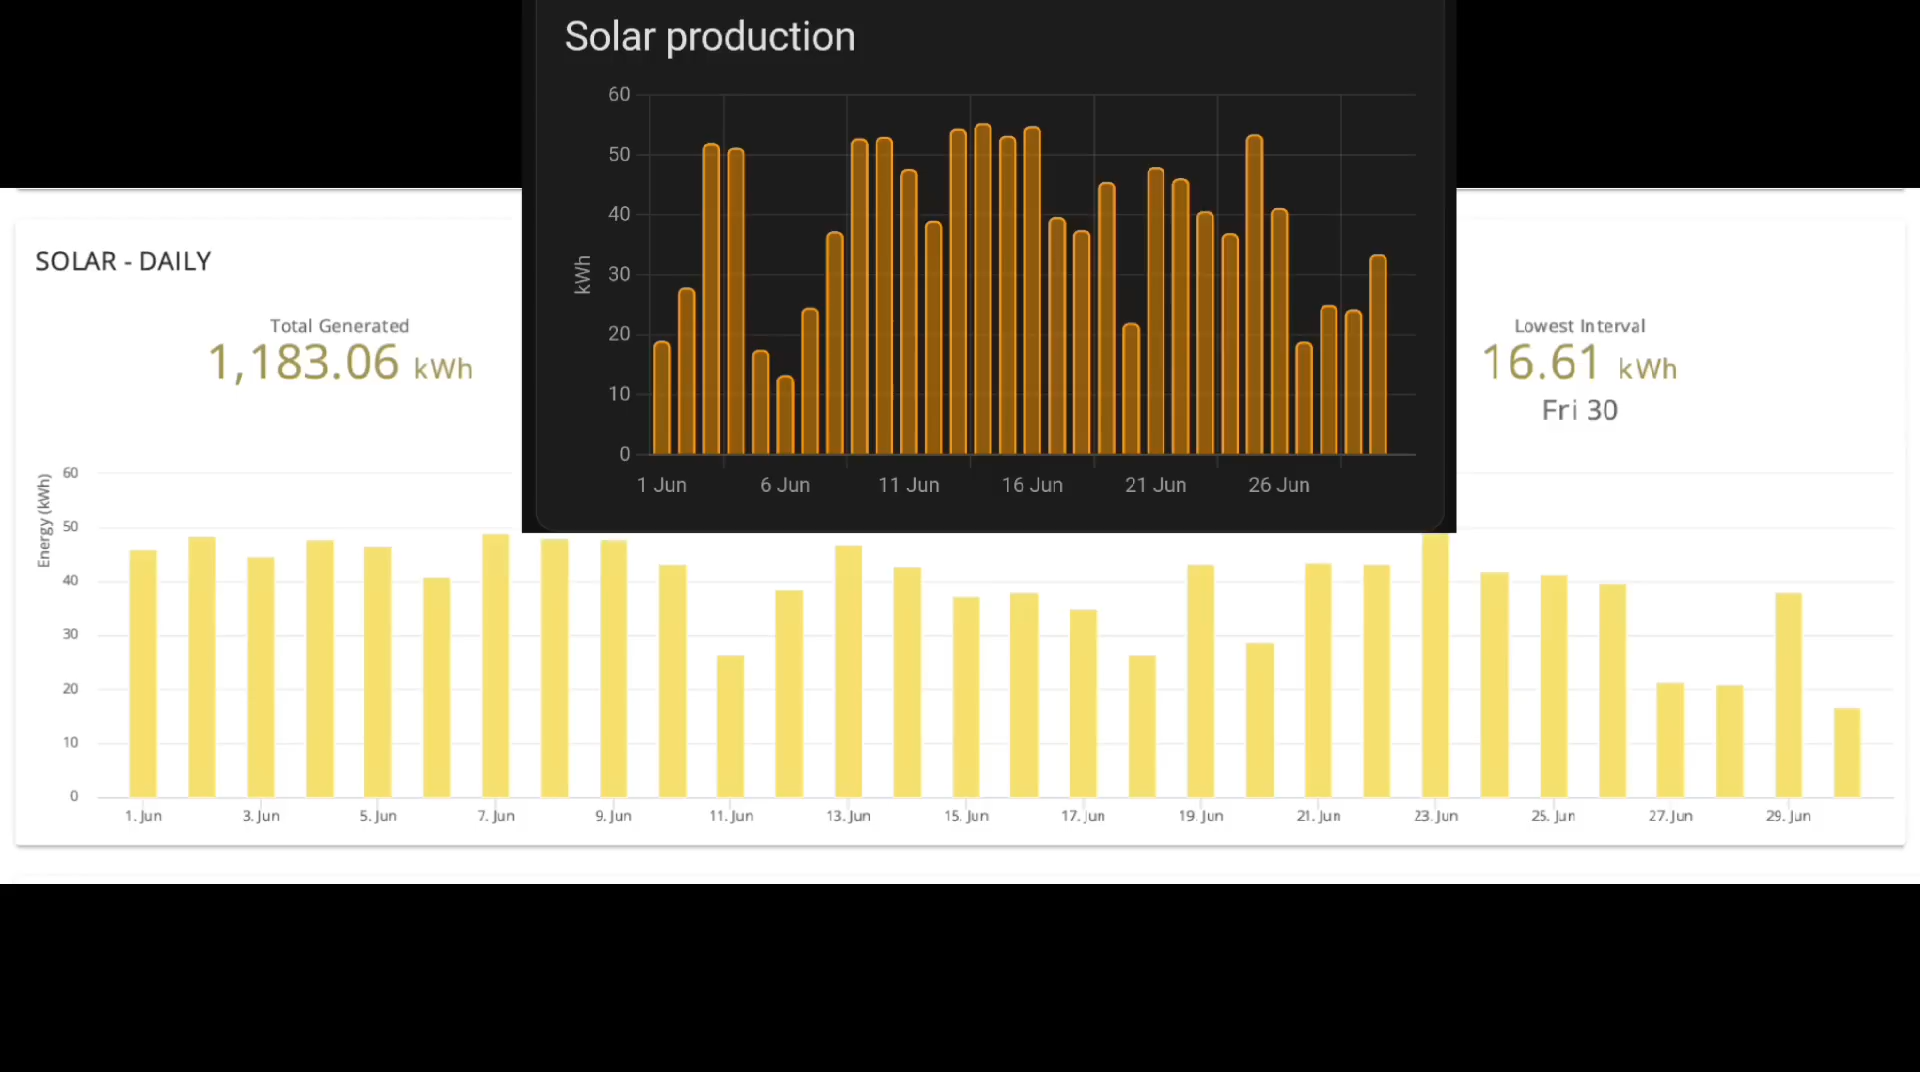 Solar production
60
50
40
30
20
10
0
kWh
1 Jun 6 Jun 11 Jun 16 Jun 21 Jun 26 Jun
SOLAR - DAILY
Total Generated
1,183.06 kWh
Lowest Interval
16.61 kWh
Fri 30
Energy (kWh)
60
50
40
30
20
10
0
1. Jun 3. Jun 5. Jun 7. Jun 9. Jun 11. Jun 13. Jun 15. Jun 17. Jun 19. Jun 21. Jun 23. Jun 25. Jun 27. Jun 29. Jun